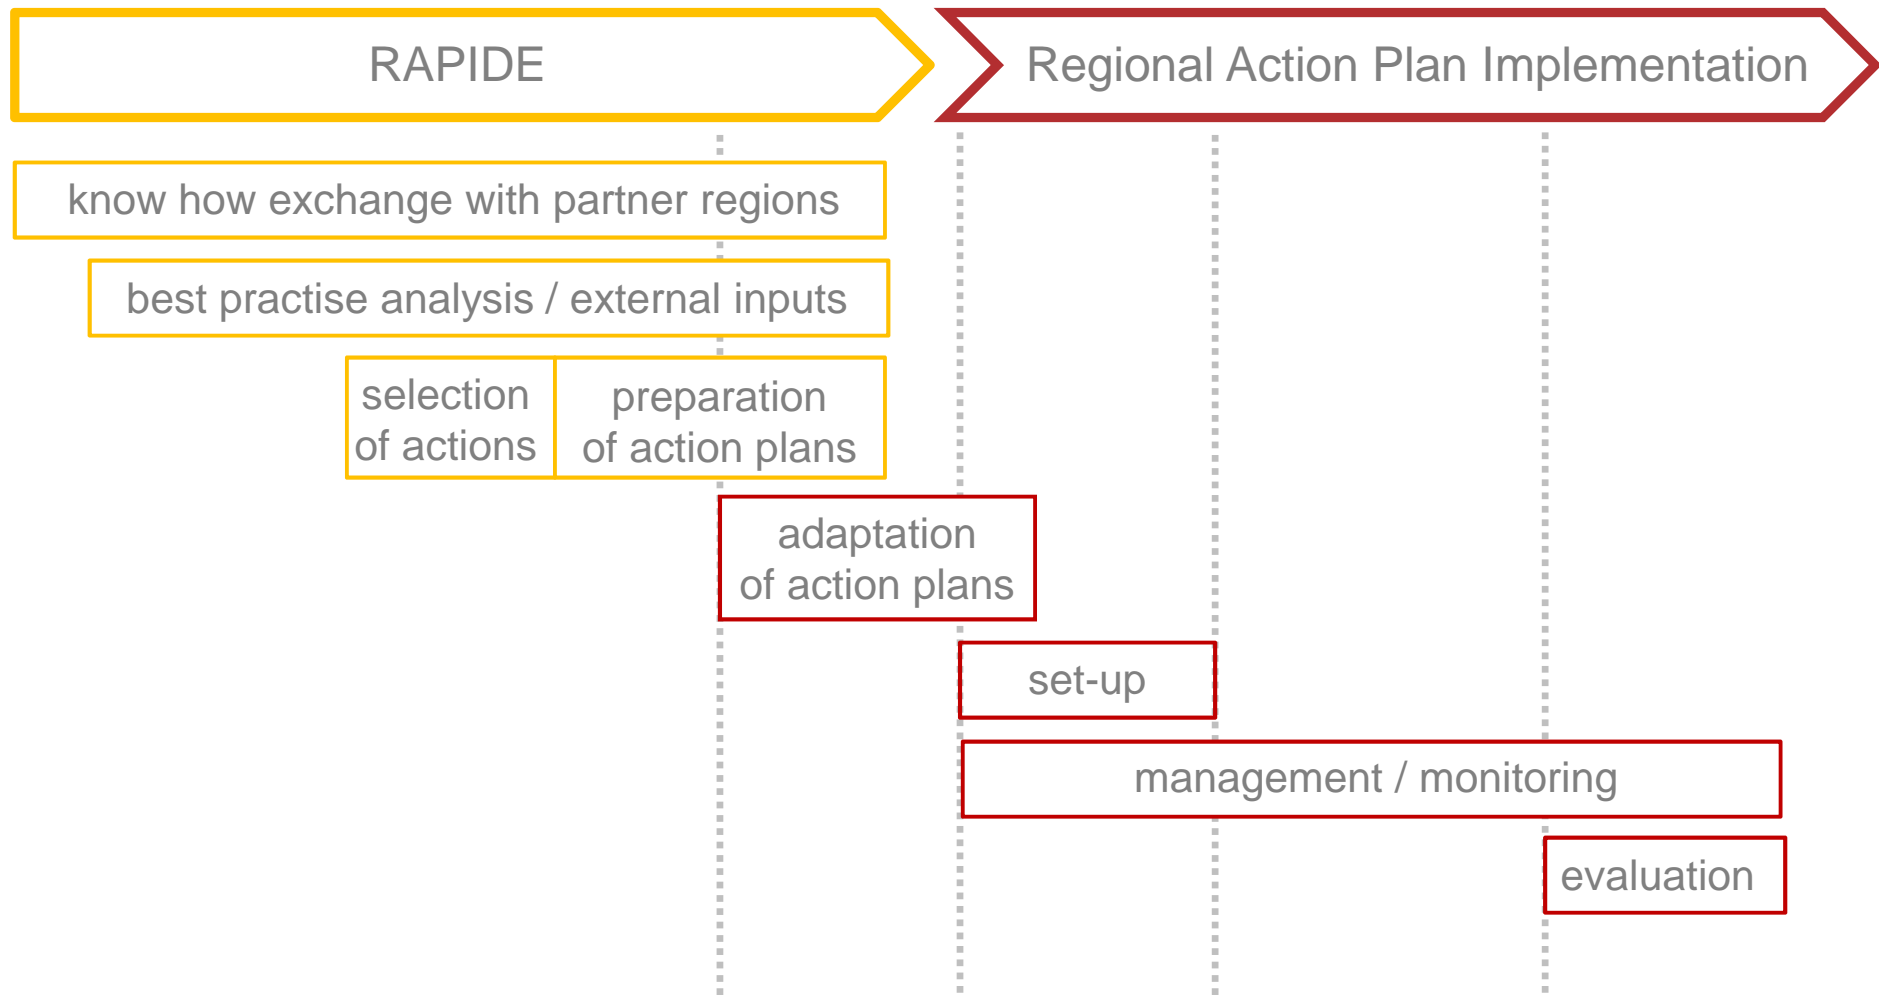 RAPIDE
Regional Action Plan Implementation
know how exchange with partner regions
best practise analysis / external inputs
selection
of actions
preparation
of action plans
adaptation
of action plans
set-up
management / monitoring
evaluation